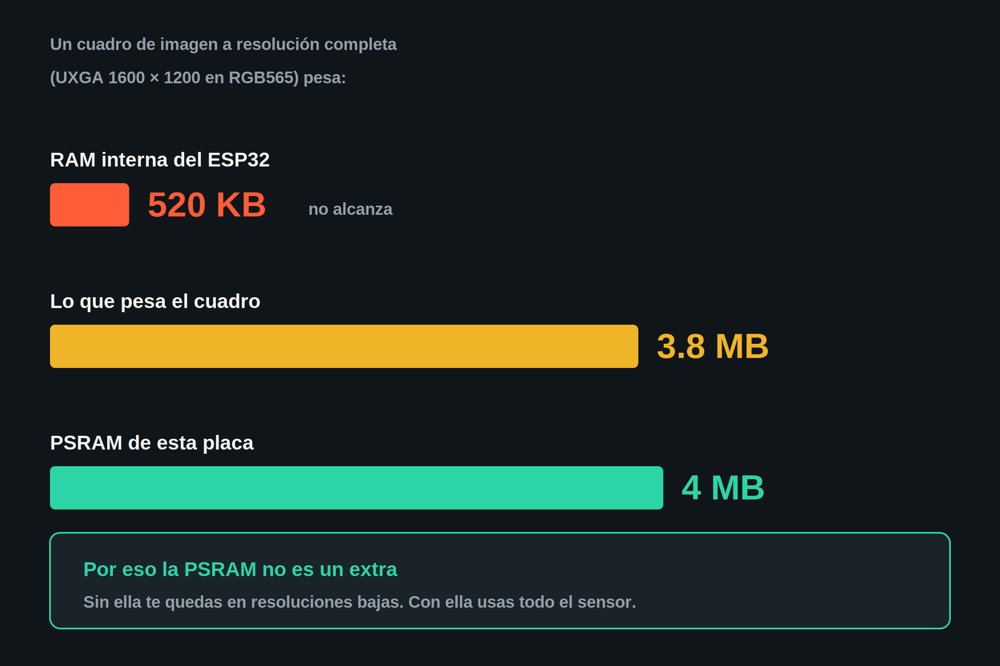 Un cuadro de imagen a resolución completa
(UXGA 1600 × 1200 en RGB565) pesa:
RAM interna del ESP32
520 KB no alcanza
Lo que pesa el cuadro
3.8 MB
PSRAM de esta placa
4 MB
Por eso la PSRAM no es un extra
Sin ella te quedas en resoluciones bajas. Con ella usas todo el sensor.